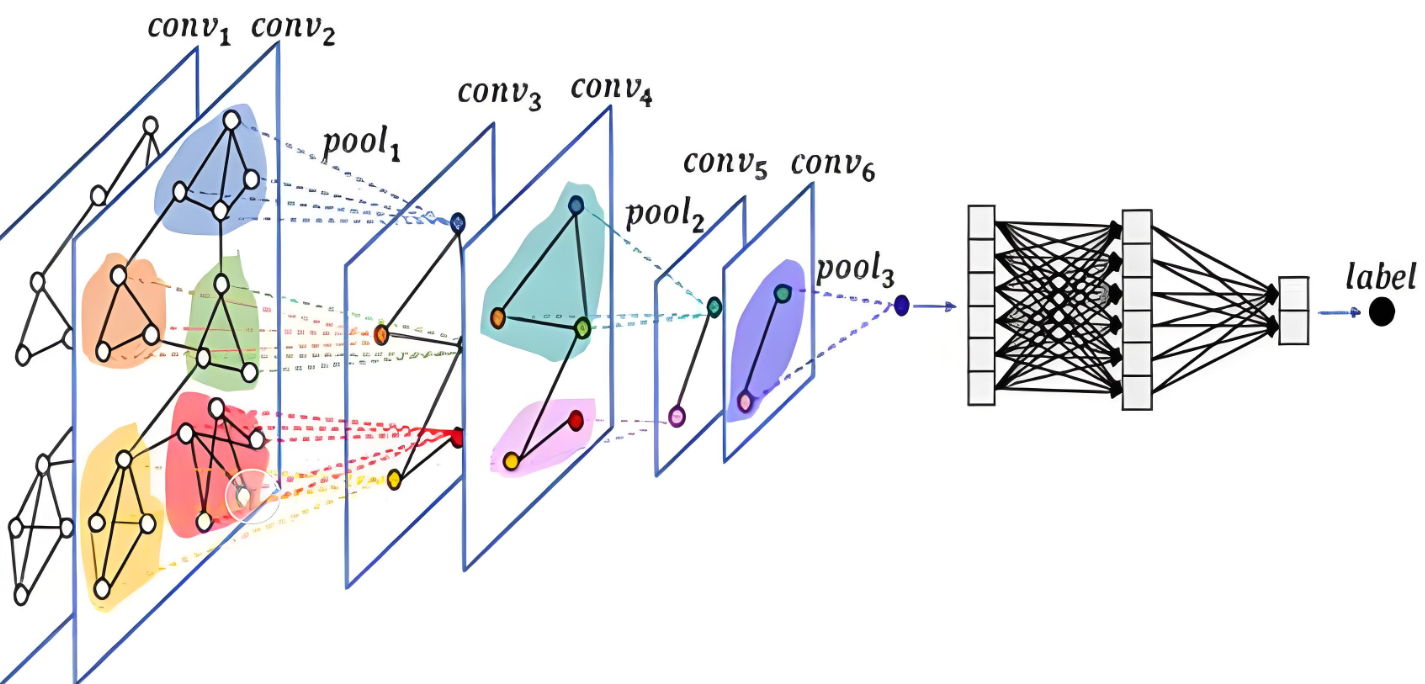 conv₁ conv₂
conv₃ conv₄
pool₁
conv₅ conv₆
pool₂
pool₃
label